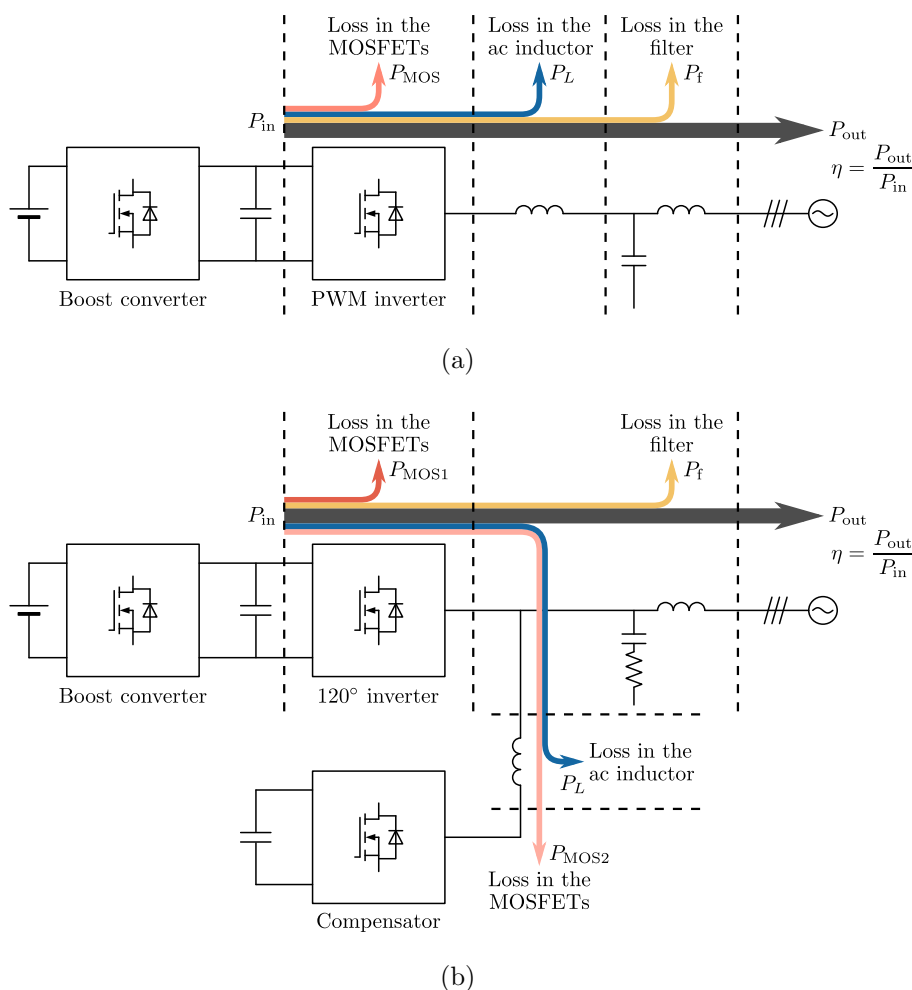 Loss in the
MOSFETs
Loss in the
ac inductor
Loss in the
filter
P_MOS
P_L
P_f
P_in
P_out
η = P_out / P_in
Boost converter
PWM inverter
(a)
Loss in the
MOSFETs
Loss in the
filter
P_MOS1
P_f
P_in
P_out
η = P_out / P_in
Boost converter
120° inverter
Loss in the
ac inductor
P_L
P_MOS2
Loss in the
MOSFETs
Compensator
(b)